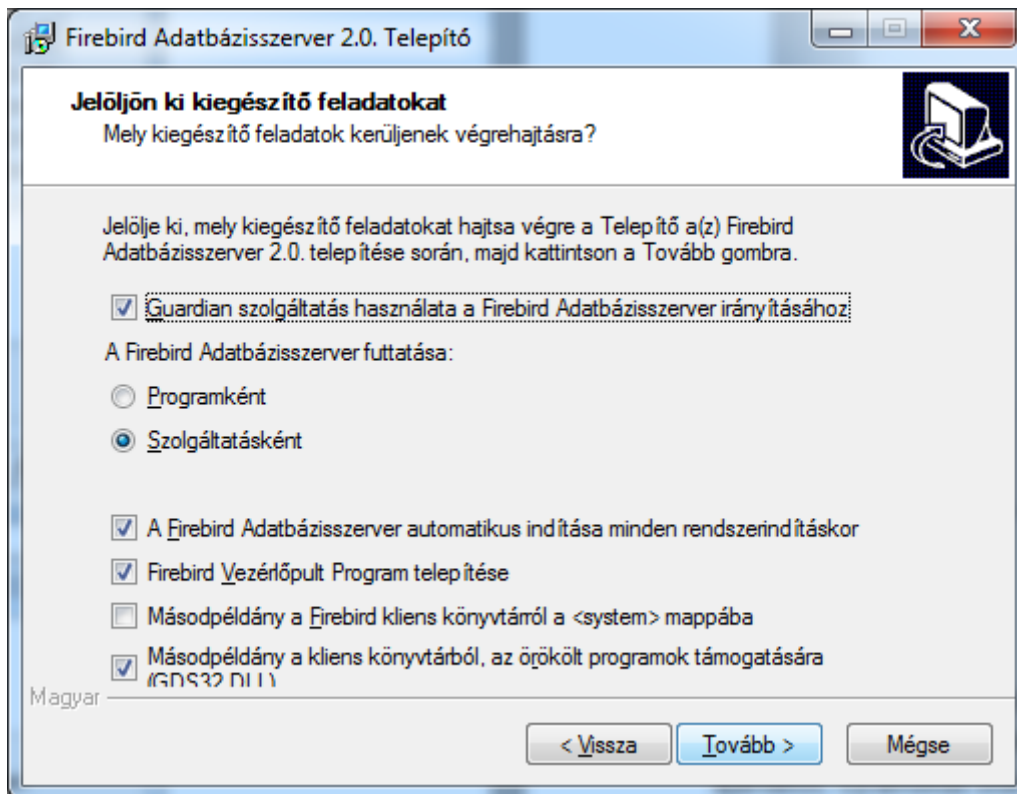 Firebird Adatbázisszerver 2.0. Telepítő
Jelöljön ki kiegészítő feladatokat
Mely kiegészítő feladatok kerüljenek végrehajtásra?
Jelölje ki, mely kiegészítő feladatokat hajtsa végre a Telepítő a(z) Firebird
Adatbázisszerver 2.0. telepítése során, majd kattintson a Tovább gombra.
Guardian szolgáltatás használata a Firebird Adatbázisszerver irányításához
A Firebird Adatbázisszerver futtatása:
Programként
Szolgáltatásként
A Firebird Adatbázisszerver automatikus indítása minden rendszerindításkor
Firebird Vezérlőpult Program telepítése
Másodpéldány a Firebird kliens könyvtárról a <system> mappába
Másodpéldány a kliens könyvtárból, az örökölt programok támogatására
(GDS32.DLL)
Magyar
< Vissza
Tovább >
Mégse